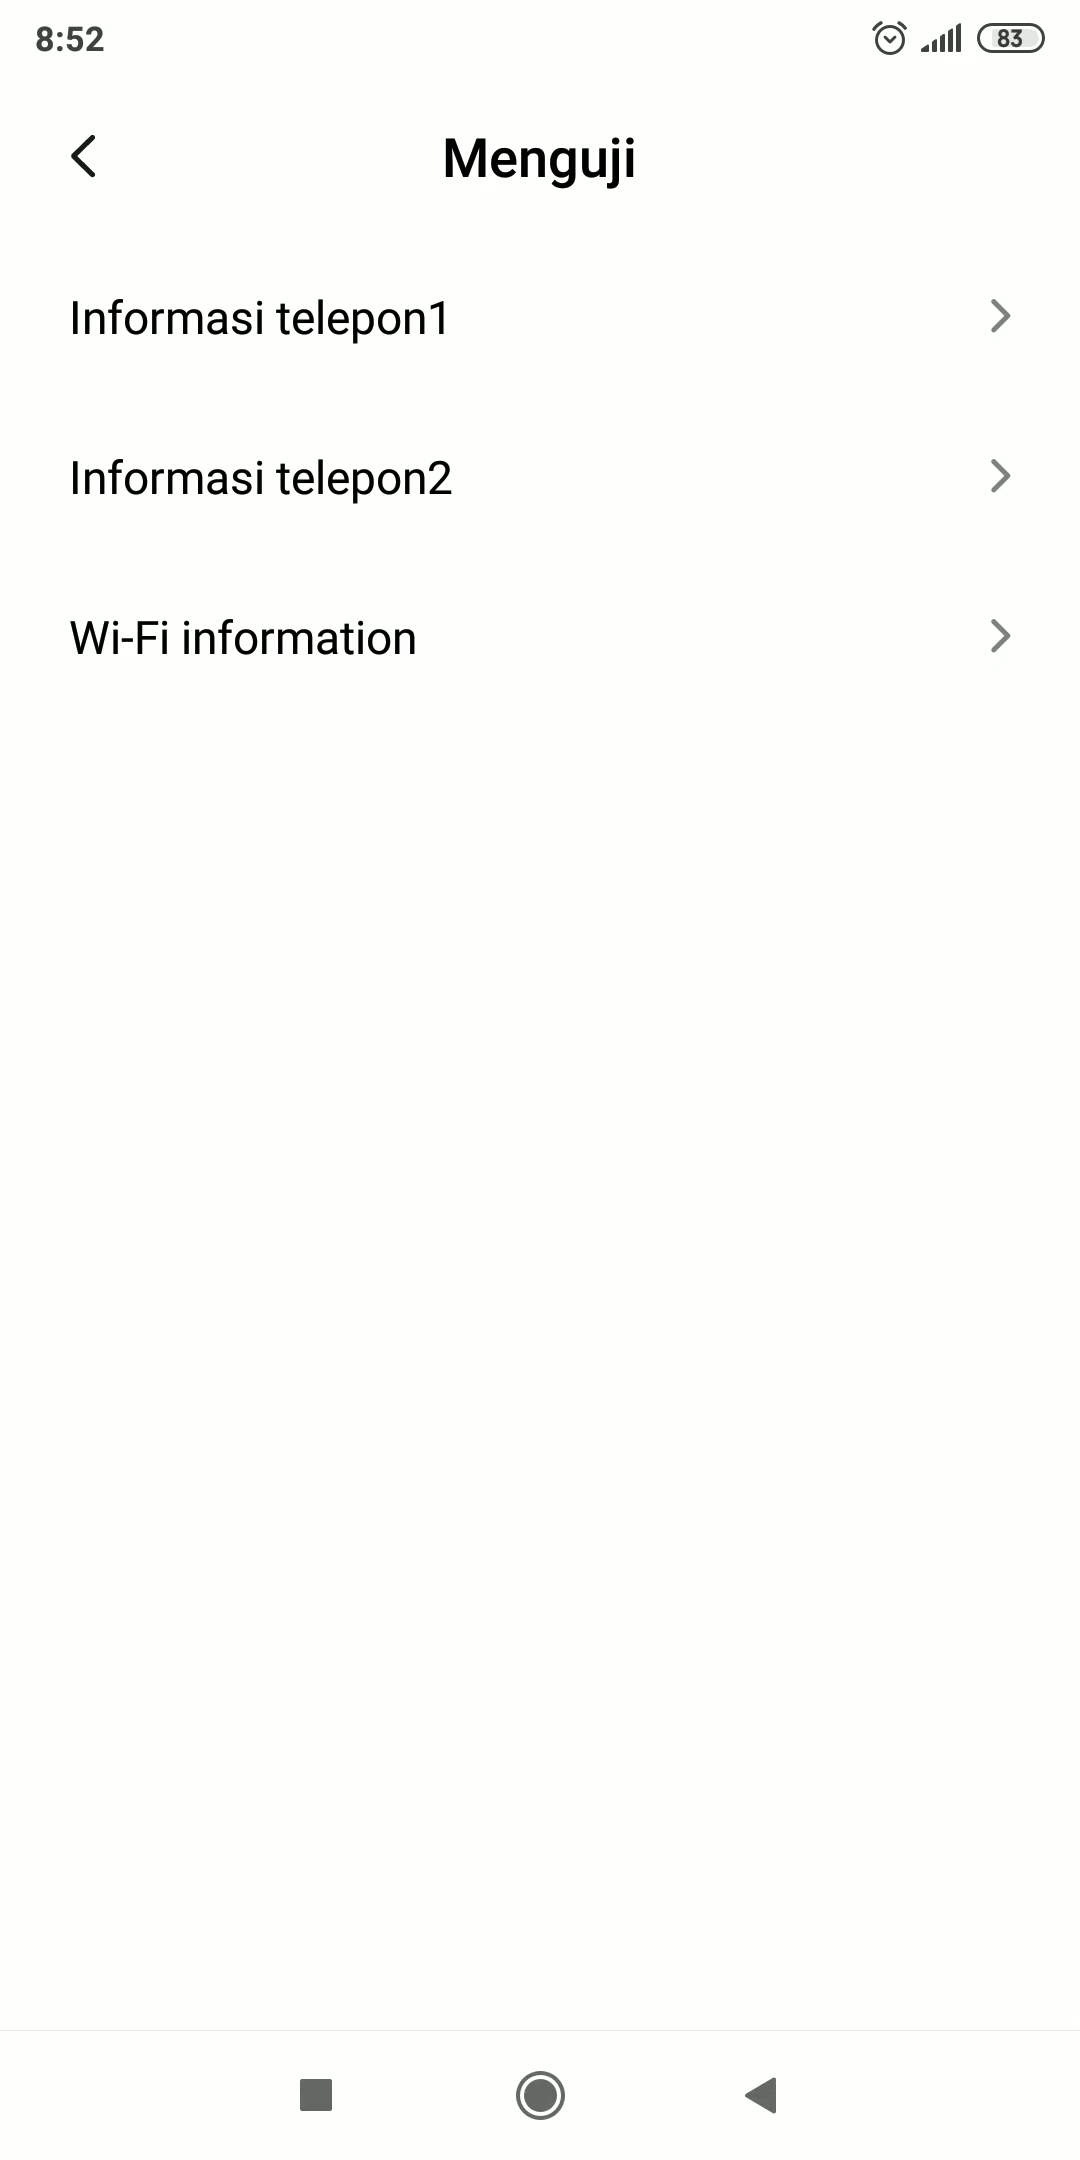 8:52
83
Menguji
Informasi telepon1
Informasi telepon2
Wi-Fi information